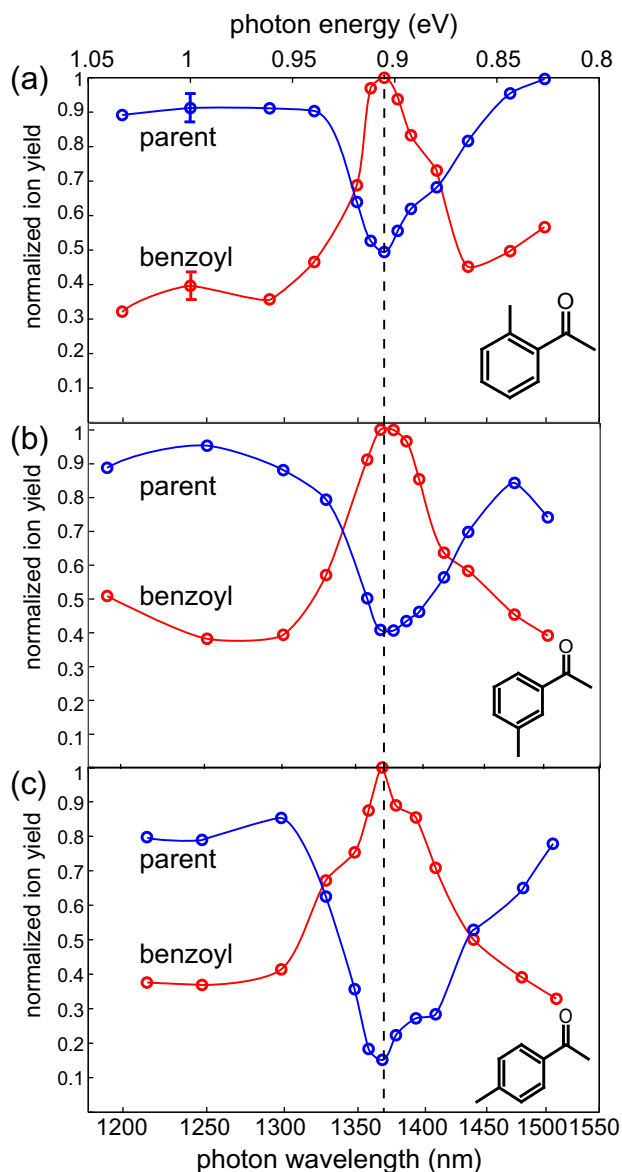 photon energy (eV)
1.05 1 0.95 0.9 0.85 0.8
(a)
normalized ion yield
1
0.9
0.8
0.7
0.6
0.5
0.4
0.3
0.2
0.1
parent
benzoyl
O
(b)
normalized ion yield
1
0.9
0.8
0.7
0.6
0.5
0.4
0.3
0.2
0.1
parent
benzoyl
O
(c)
normalized ion yield
1
0.9
0.8
0.7
0.6
0.5
0.4
0.3
0.2
0.1
parent
benzoyl
O
1200 1250 1300 1350 1400 1450 1500 1550
photon wavelength (nm)